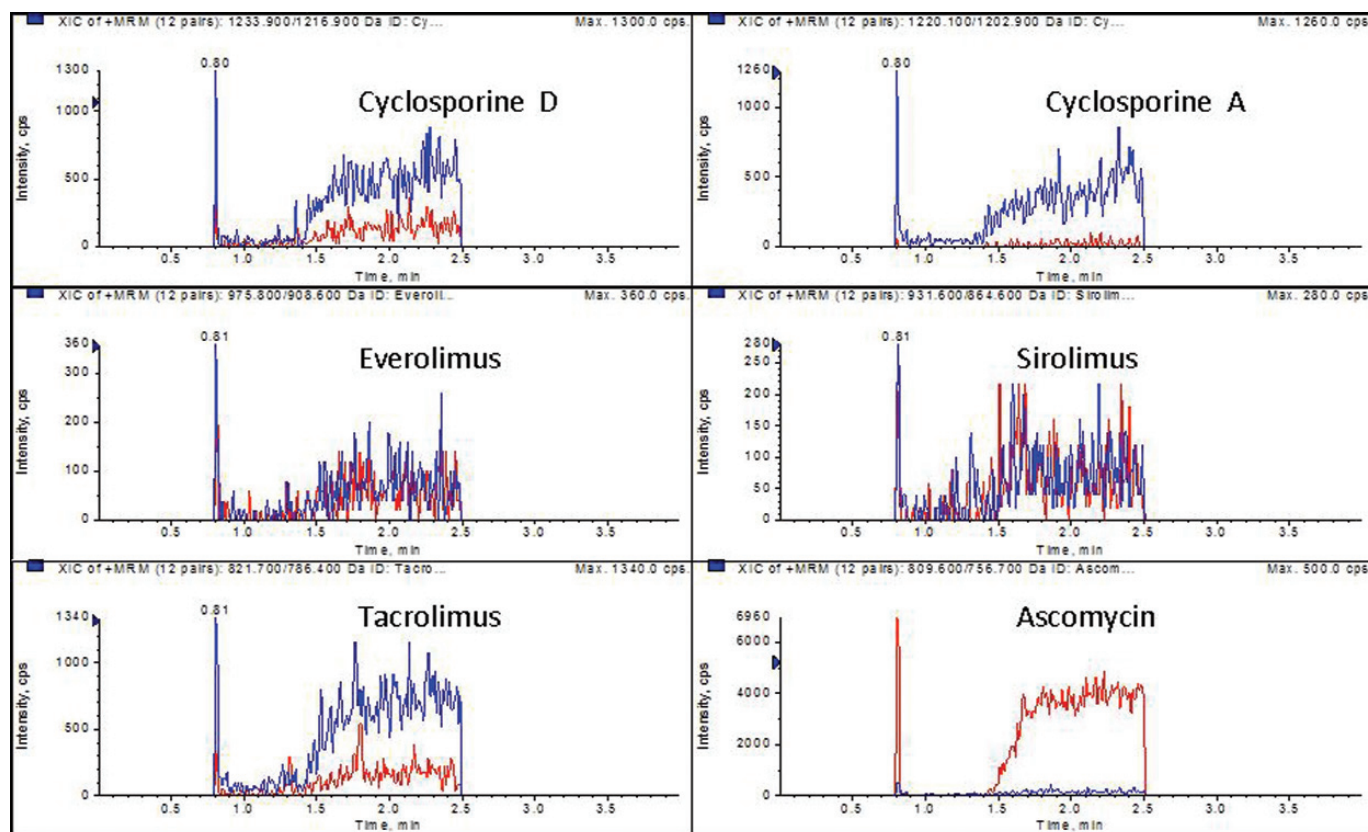 XIC of +MRM (12 pairs): 1233.900/1216.900 Da ID: Cy... Max. 1300.0 cps.
0.80
Cyclosporine D
Intensity, cps
1300
1000
500
0
0.5 1.0 1.5 2.0 2.5 3.0 3.5
Time, min
XIC of +MRM (12 pairs): 1220.100/1202.900 Da ID: Cy... Max. 1260.0 cps.
0.80
Cyclosporine A
Intensity, cps
1260
1000
500
0
0.5 1.0 1.5 2.0 2.5 3.0 3.5
Time, min
XIC of +MRM (12 pairs): 975.800/908.600 Da ID: Everoli... Max. 360.0 cps.
0.81
Everolimus
Intensity, cps
360
300
200
100
0
0.5 1.0 1.5 2.0 2.5 3.0 3.5
Time, min
XIC of +MRM (12 pairs): 931.600/864.600 Da ID: Sirolim... Max. 280.0 cps.
0.81
Sirolimus
Intensity, cps
280
250
200
150
100
50
0
0.5 1.0 1.5 2.0 2.5 3.0 3.5
Time, min
XIC of +MRM (12 pairs): 821.700/786.400 Da ID: Tacro... Max. 1340.0 cps.
0.81
Tacrolimus
Intensity, cps
1340
1000
500
0
0.5 1.0 1.5 2.0 2.5 3.0 3.5
Time, min
XIC of +MRM (12 pairs): 809.600/756.700 Da ID: Ascom... Max. 500.0 cps.
Ascomycin
Intensity, cps
6960
6000
4000
2000
0
0.5 1.0 1.5 2.0 2.5 3.0 3.5
Time, min